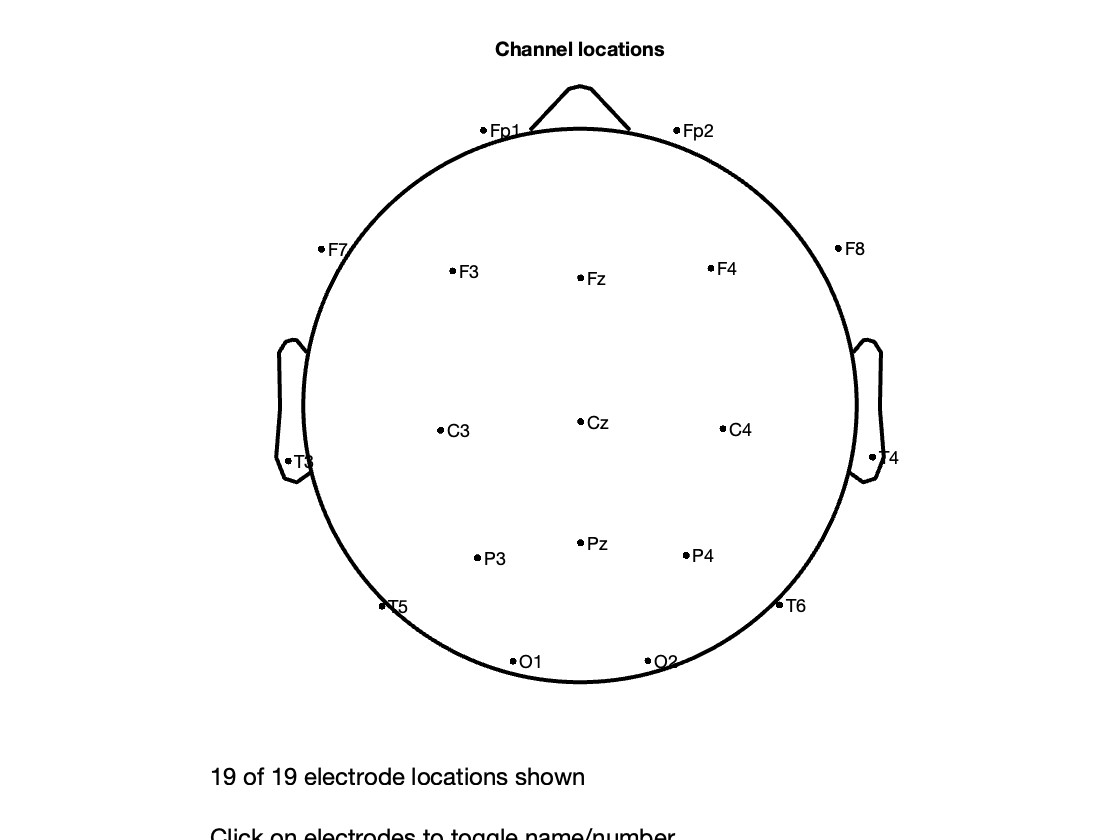 Channel locations
Fp1 Fp2
F7 F8
F3 Fz F4
C3 Cz C4
T3 T4
P3 Pz P4
T5 T6
O1 O2
19 of 19 electrode locations shown
Click on electrodes to toggle name/number